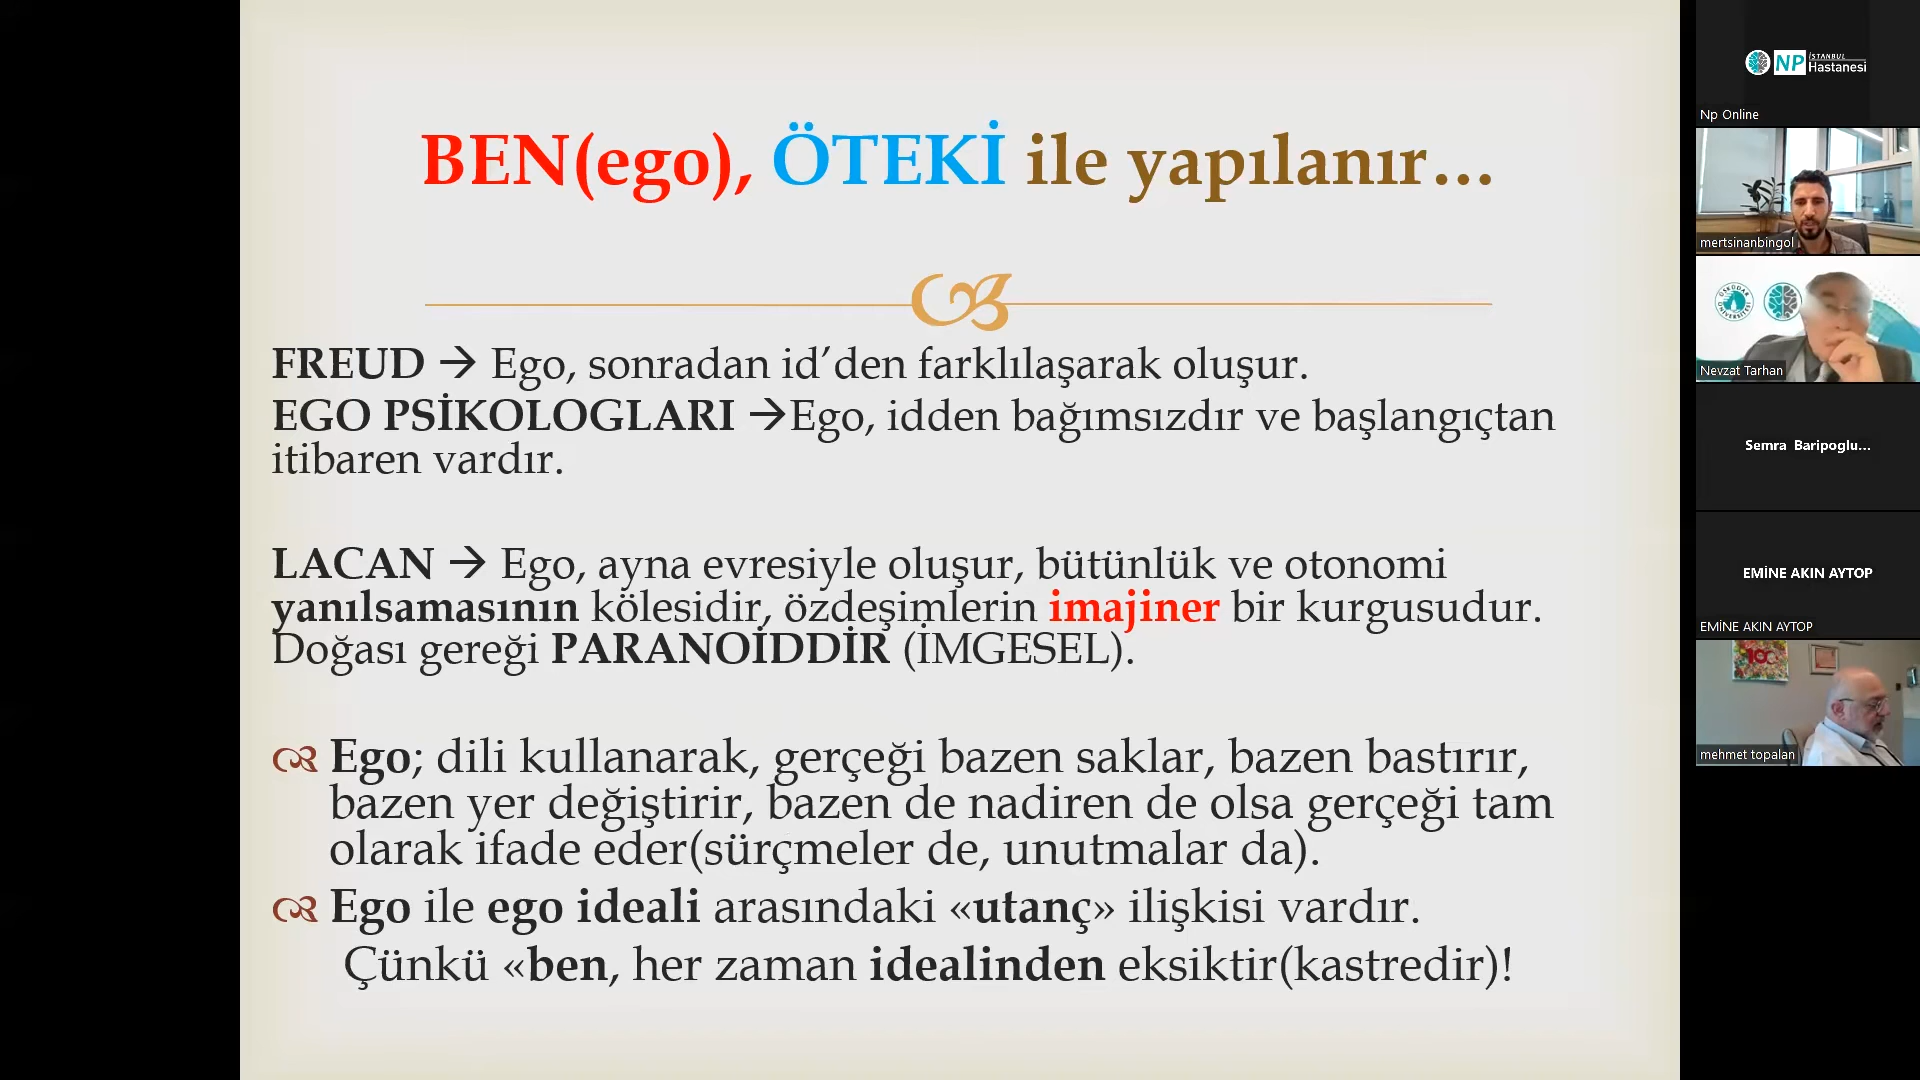 BEN(ego), ÖTEKİ ile yapılanır…
FREUD → Ego, sonradan id’den farklılaşarak oluşur.
EGO PSİKOLOGLARI →Ego, idden bağımsızdır ve başlangıçtan
itibaren vardır.
LACAN → Ego, ayna evresiyle oluşur, bütünlük ve otonomi
yanılsamasının kölesidir, özdeşimlerin imajiner bir kurgusudur.
Doğası gereği PARANOİDDİR (İMGESEL).
Ego; dili kullanarak, gerçeği bazen saklar, bazen bastırır,
bazen yer değiştirir, bazen de nadiren de olsa gerçeği tam
olarak ifade eder(sürçmeler de, unutmalar da).
Ego ile ego ideali arasındaki «utanç» ilişkisi vardır.
Çünkü «ben, her zaman idealinden eksiktir(kastredir)!
NP İSTANBUL
Hastanesi
Np Online
mertsinanbingol
ÜSKÜDAR ÜNİVERSİTESİ
Nevzat Tarhan
Semra Baripoglu...
EMİNE AKIN AYTOP
EMİNE AKIN AYTOP
100
mehmet topalan